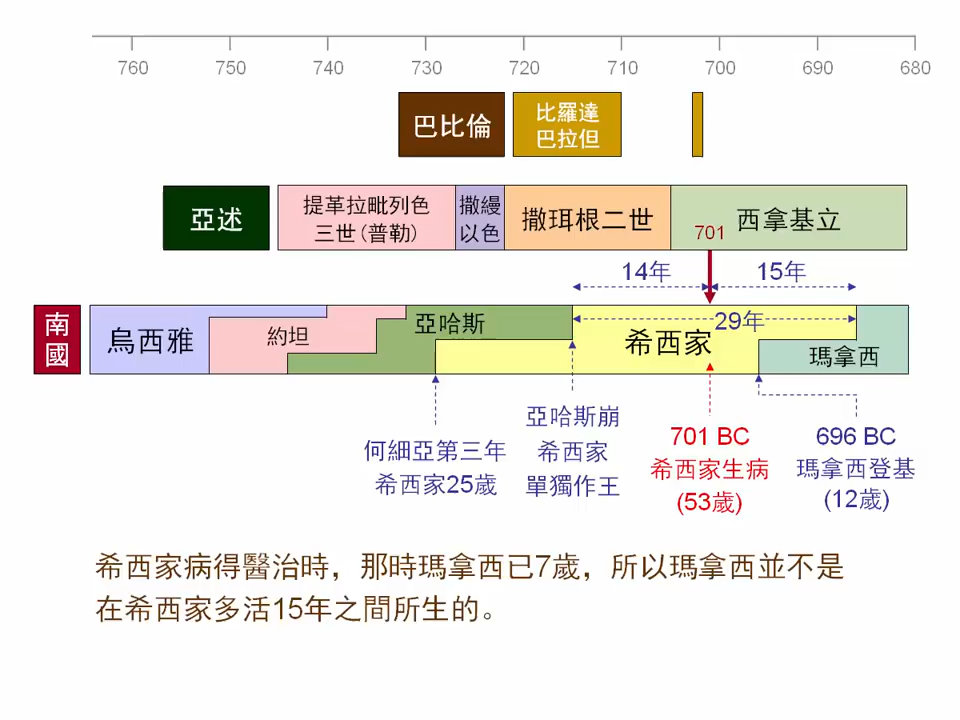 760 750 740 730 720 710 700 690 680
巴比倫
比羅達
巴拉但
亞述
提革拉毗列色
三世(普勒)
撒縵
以色
撒珥根二世
701
西拿基立
14年
15年
南
國
烏西雅
約坦
亞哈斯
29年
希西家
瑪拿西
何細亞第三年
希西家25歲
亞哈斯崩
希西家
單獨作王
701 BC
希西家生病
(53歲)
696 BC
瑪拿西登基
(12歲)
希西家病得醫治時，那時瑪拿西已7歲，所以瑪拿西並不是
在希西家多活15年之間所生的。